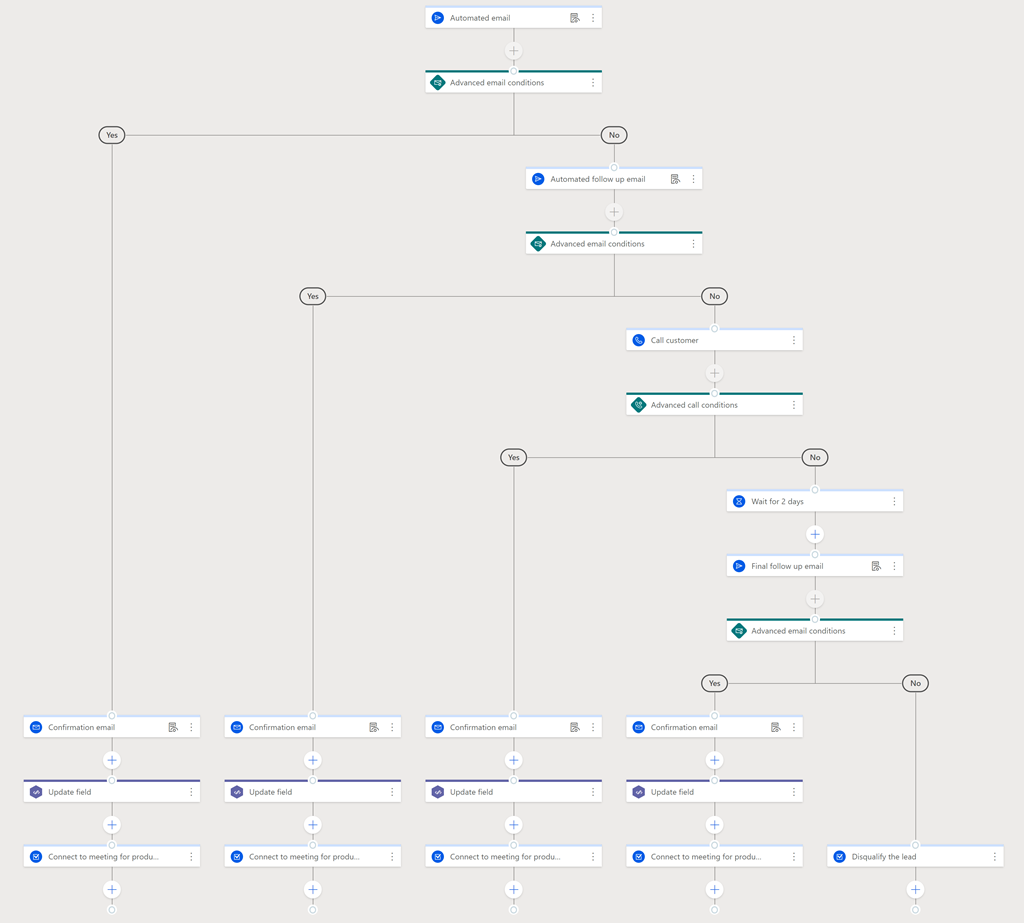 Automated email
Advanced email conditions
Yes
No
Automated follow up email
Advanced email conditions
Yes
No
Call customer
Advanced call conditions
Yes
No
Wait for 2 days
Final follow up email
Advanced email conditions
Yes
No
Confirmation email
Confirmation email
Confirmation email
Confirmation email
Update field
Update field
Update field
Update field
Connect to meeting for produ...
Connect to meeting for produ...
Connect to meeting for produ...
Connect to meeting for produ...
Disqualify the lead